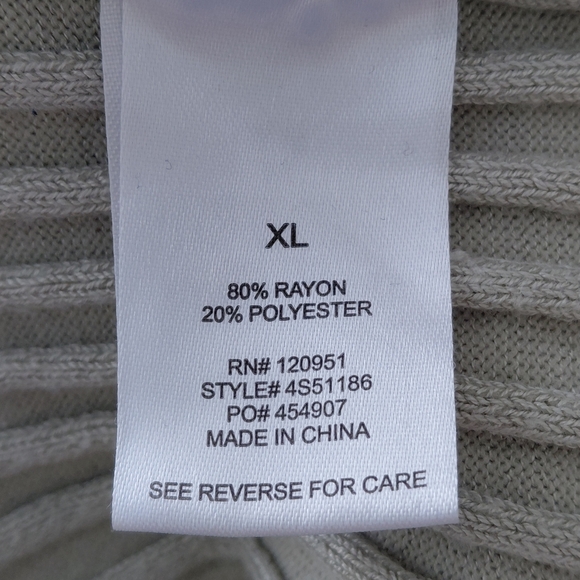 XL
80% RAYON
20% POLYESTER
RN# 120951
STYLE# 4S51186
PO# 454907
MADE IN CHINA
SEE REVERSE FOR CARE